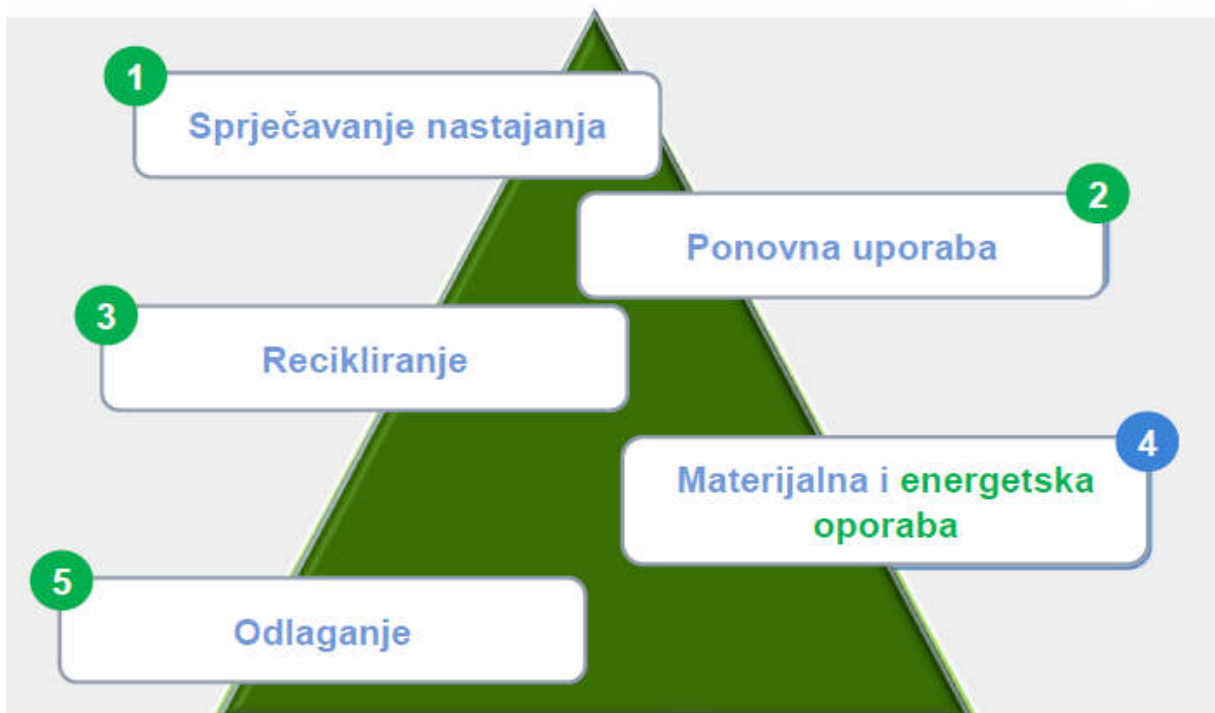 1
Sprječavanje nastajanja
2
Ponovna uporaba
3
Recikliranje
4
Materijalna i energetska
oporaba
5
Odlaganje